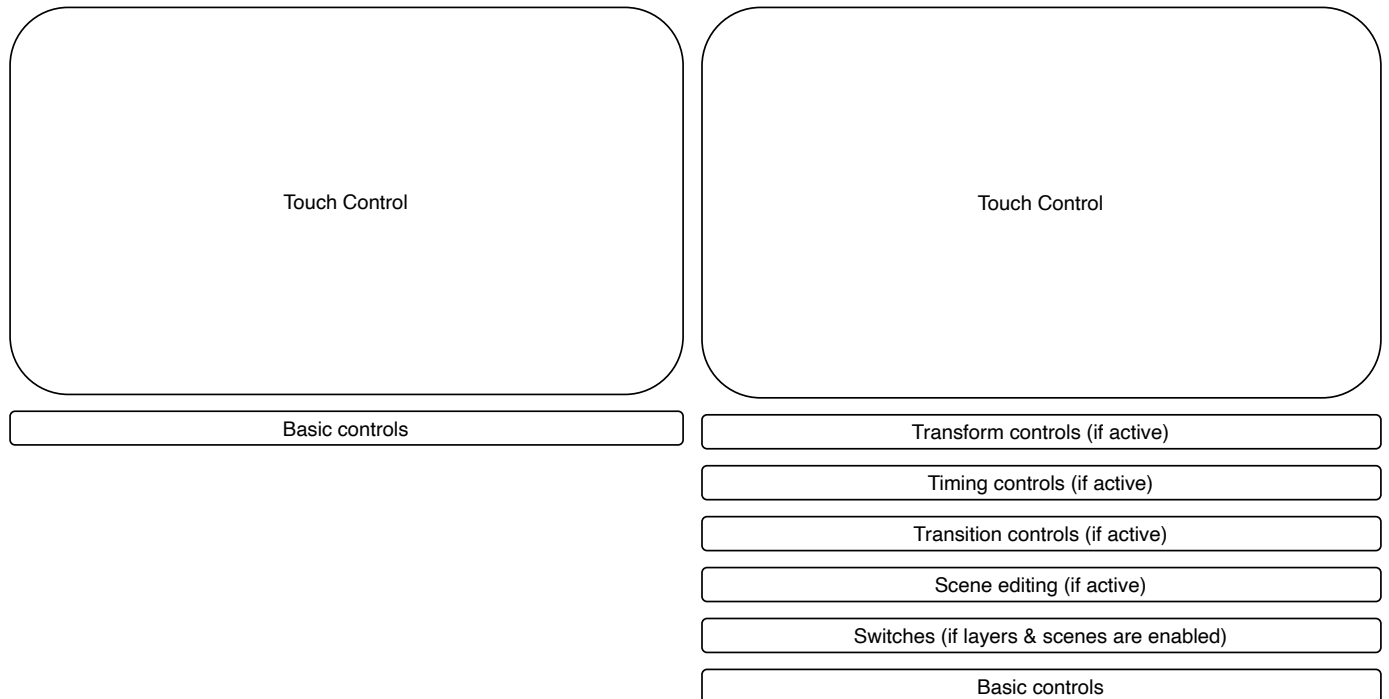 Touch Control
Basic controls
Touch Control
Transform controls (if active)
Timing controls (if active)
Transition controls (if active)
Scene editing (if active)
Switches (if layers & scenes are enabled)
Basic controls